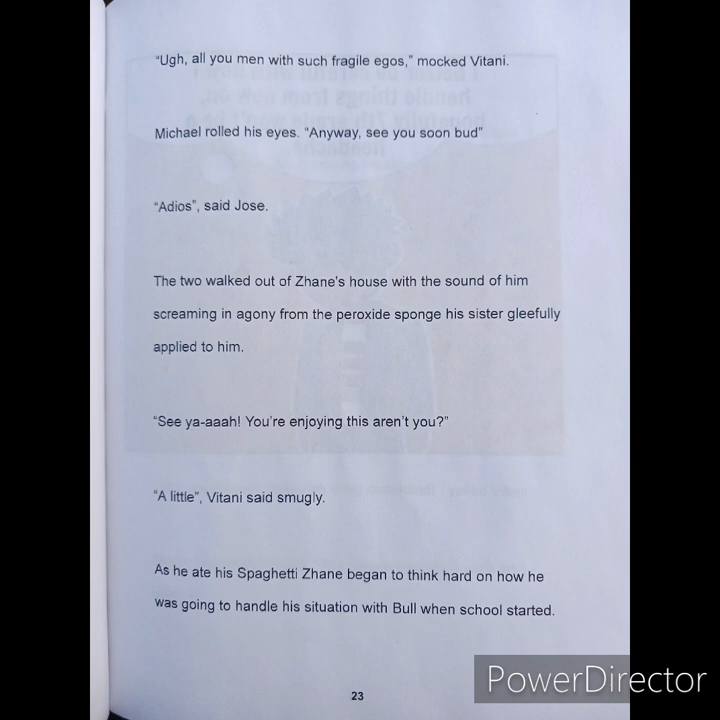 "Ugh, all you men with such fragile egos," mocked Vitani.
Michael rolled his eyes. "Anyway, see you soon bud"
"Adios", said Jose.
The two walked out of Zhane's house with the sound of him
screaming in agony from the peroxide sponge his sister gleefully
applied to him.
"See ya-aaah! You're enjoying this aren't you?"
"A little", Vitani said smugly.
As he ate his Spaghetti Zhane began to think hard on how he
was going to handle his situation with Bull when school started.
23
PowerDirector